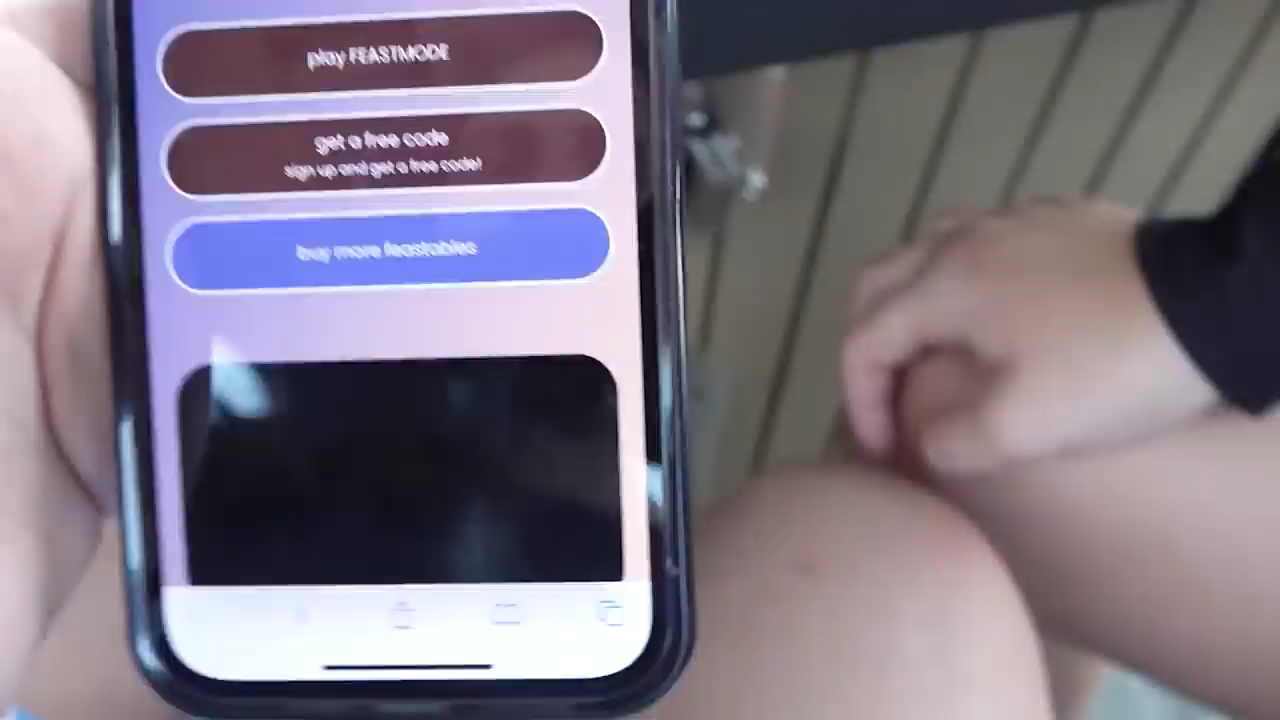 play FEASTMODE
get a free code
sign up and get a free code!
buy more feastables